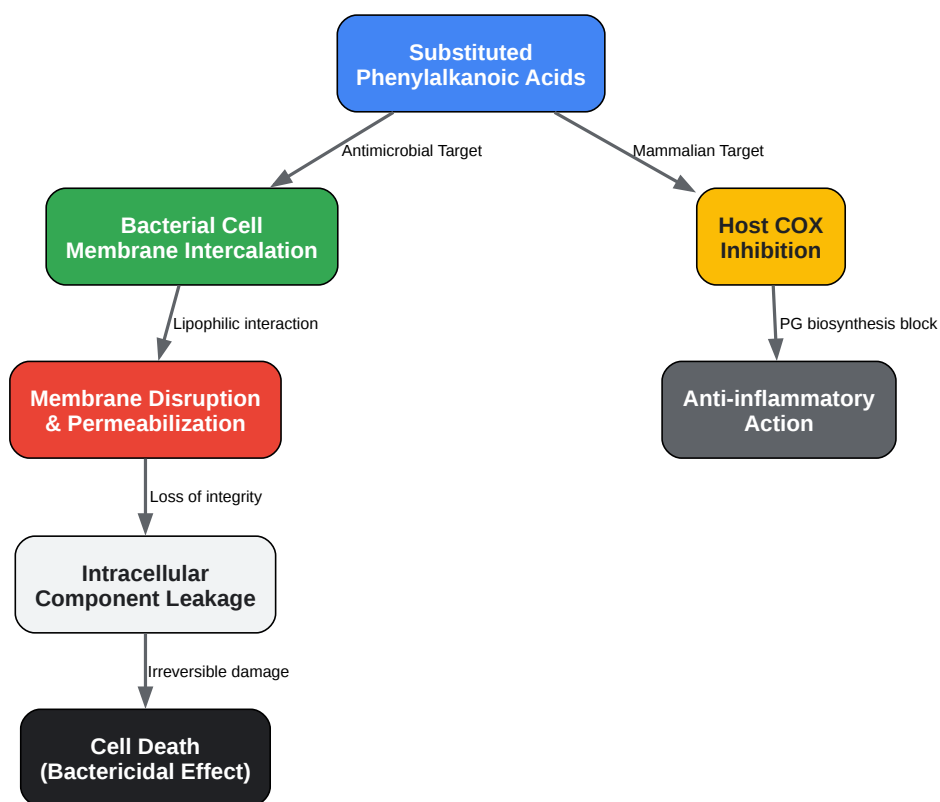 Substituted
Phenylalkanoic Acids
Antimicrobial Target
Mammalian Target
Bacterial Cell
Membrane Intercalation
Host COX
Inhibition
Lipophilic interaction
PG biosynthesis block
Membrane Disruption
& Permeabilization
Anti-inflammatory
Action
Loss of integrity
Intracellular
Component Leakage
Irreversible damage
Cell Death
(Bactericidal Effect)